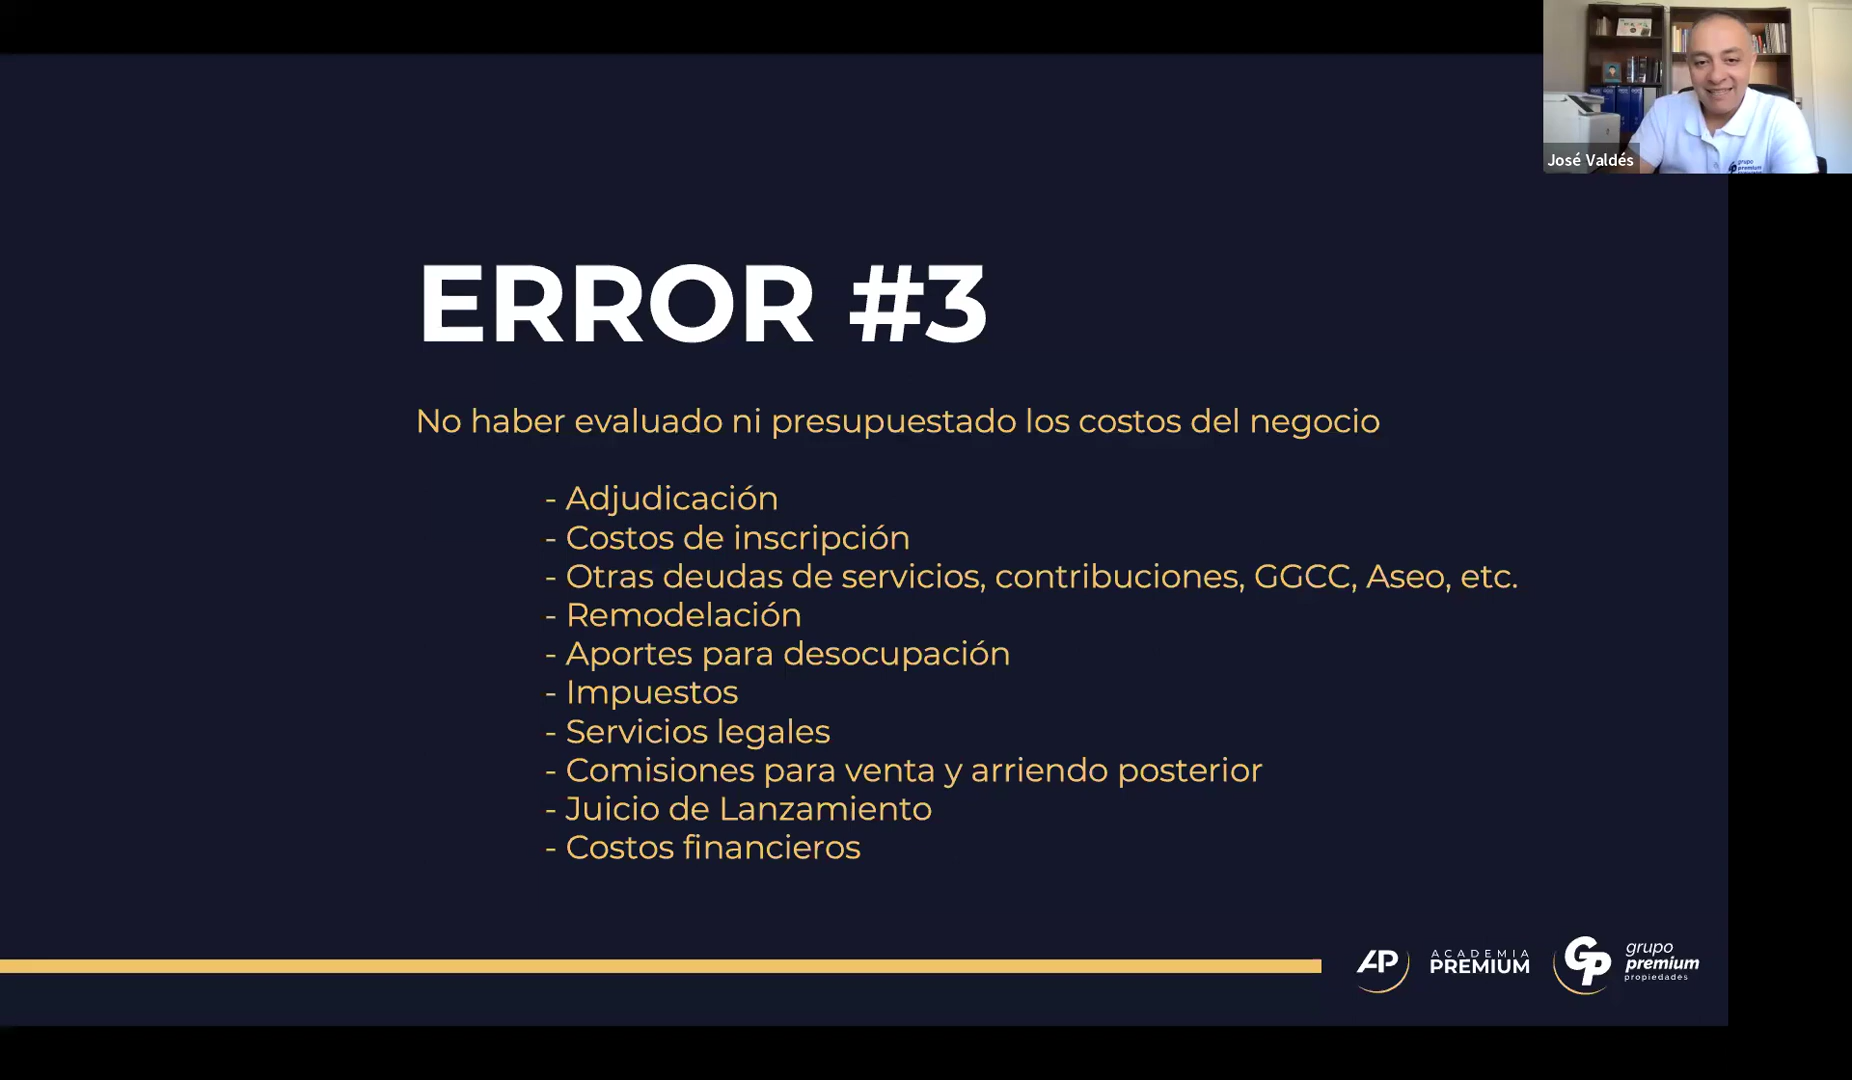 José Valdés
grupo
premium
ERROR #3
No haber evaluado ni presupuestado los costos del negocio
- Adjudicación
- Costos de inscripción
- Otras deudas de servicios, contribuciones, GGCC, Aseo, etc.
- Remodelación
- Aportes para desocupación
- Impuestos
- Servicios legales
- Comisiones para venta y arriendo posterior
- Juicio de Lanzamiento
- Costos financieros
AP
ACADEMIA
PREMIUM
GP
grupo
premium
propiedades